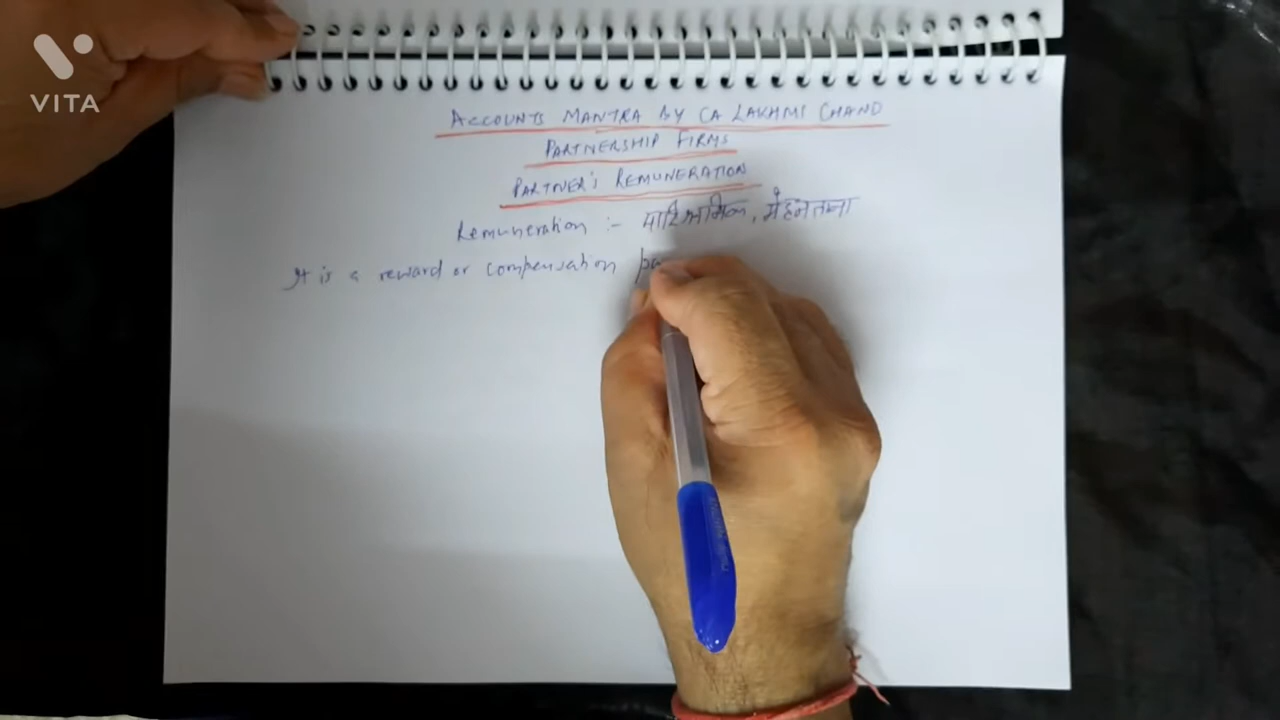 VITA
ACCOUNTS MANTRA BY CA LAKHMI CHAND
PARTNERSHIP FIRMS
PARTNER'S REMUNERATION
Remuneration :- पारिश्रमिक, मेहनताना
It is a reward or compensation pa